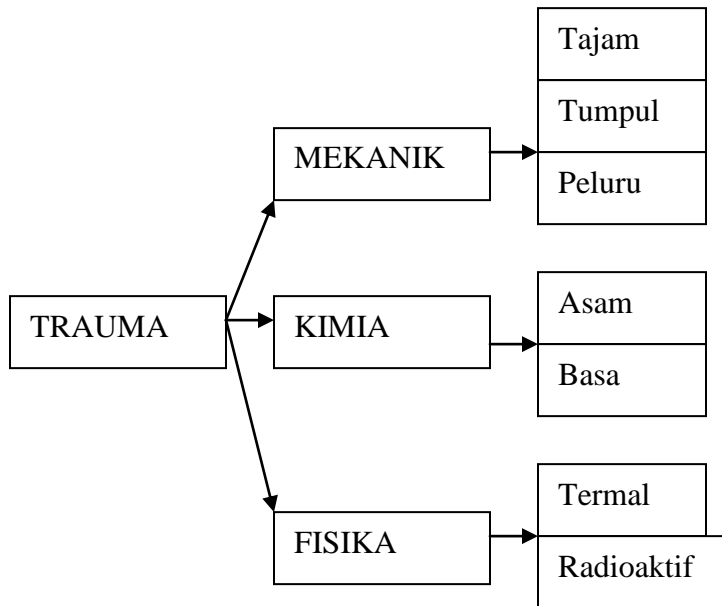 TRAUMA
MEKANIK
Tajam
Tumpul
Peluru
KIMIA
Asam
Basa
FISIKA
Termal
Radioaktif